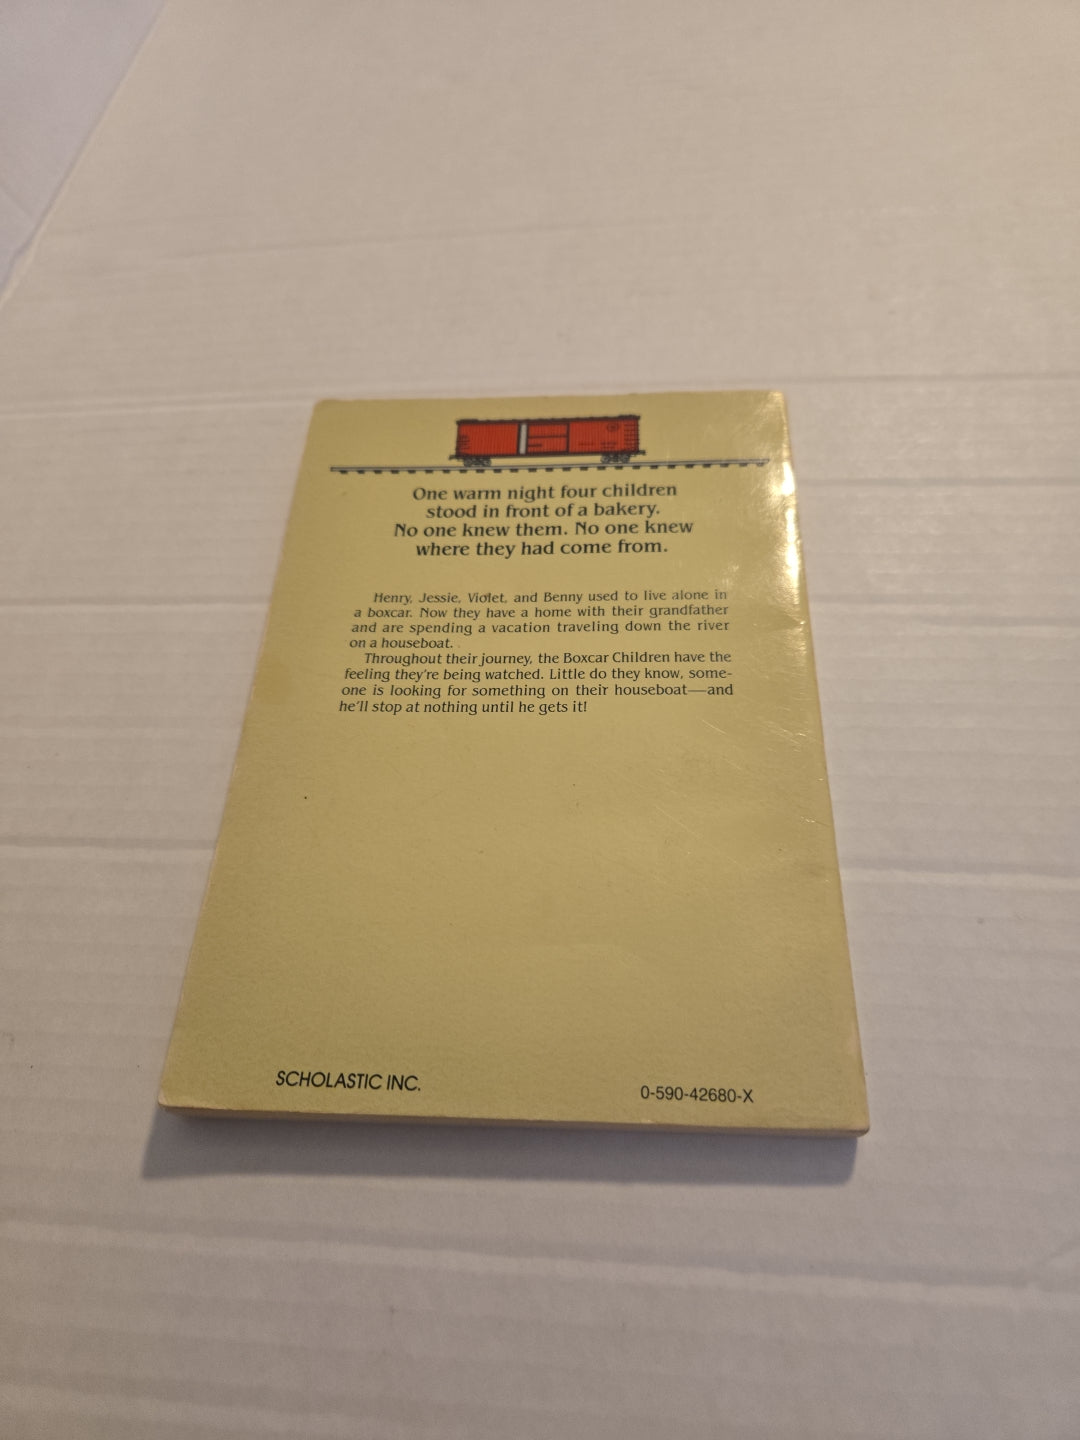 One warm night four children
stood in front of a bakery.
No one knew them. No one knew
where they had come from.
Henry, Jessie, Violet, and Benny used to live alone in
a boxcar. Now they have a home with their grandfather
and are spending a vacation traveling down the river
on a houseboat.
Throughout their journey, the Boxcar Children have the
feeling they're being watched. Little do they know, some-
one is looking for something on their houseboat—and
he'll stop at nothing until he gets it!
SCHOLASTIC INC.
0-590-42680-X